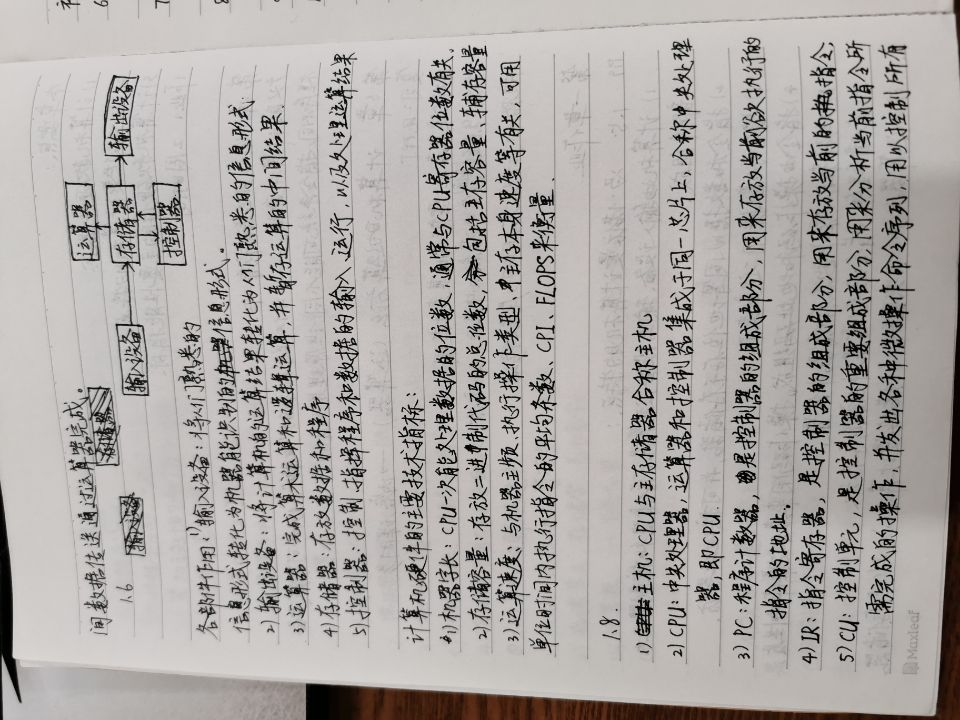 间数据传送通过运算器完成。
1.6
运算器
输入设备
存储器
输出设备
控制器
各部件作用:1)输入设备:将人们熟悉的
信息形式转化为机器能识别的信息形式.
2)输出设备:将计算机的运算结果转化为人们熟悉的信息形式.
3)运算器:完成算术运算和逻辑运算,并暂存运算的中间结果.
4)存储器:存放数据和程序
5)控制器:控制、指挥程序和数据的输入、运行,以及处理运算结果
计算机硬件的主要技术指标:
1)机器字长:CPU一次能处理数据的位数,通常与CPU寄存器位数有关.
2)存储容量:存放二进制代码的总位数,包括主存容量、辅存容量
3)运算速度:与机器主频、执行操作类型、主存本身速度等有关,可用
单位时间内执行指令的平均条数、CPI、FLOPS来衡量.
1.8.
1)主机:CPU与主存储器合称主机
2)CPU:中央处理器,运算器和控制器集成于同一芯片上,合称中央处理
器,即CPU.
3)PC:程序计数器,是控制器的组成部分,用来存放当前欲执行的
指令的地址.
4)IR:指令寄存器,是控制器的组成部分,用来存放当前的指令.
5)CU:控制单元,是控制器的重要组成部分,用来分析当前指令所
需完成的操作,并发出各种微操作命令序列,用以控制所有
Maxleaf